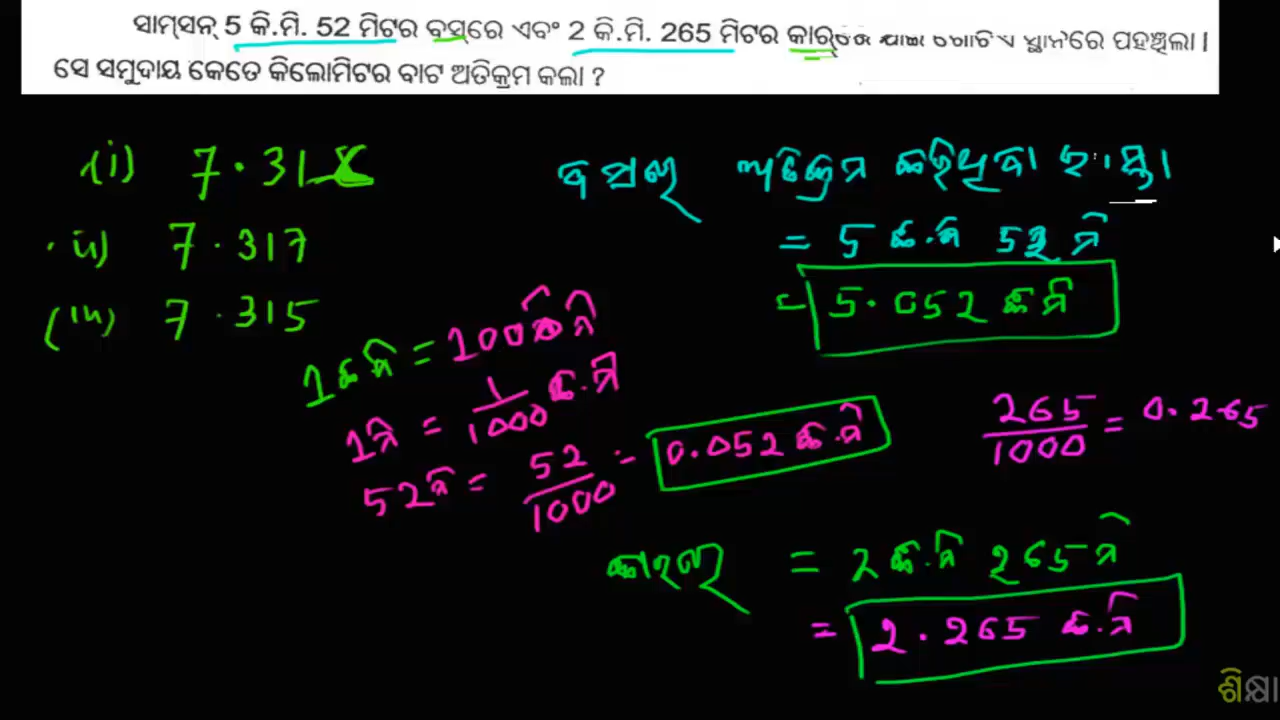 ସାମ୍‌ସନ୍ 5 କି.ମି. 52 ମିଟର ବସ୍‌ରେ ଏବଂ 2 କି.ମି. 265 ମିଟର କାର୍‌ରେ ଯାଇ ଗୋଟିଏ ସ୍ଥାନରେ ପହଞ୍ଚିଲା।
ସେ ସମୁଦାୟ କେତେ କିଲୋମିଟର ବାଟ ଅତିକ୍ରମ କଲା ?
(i) 7.31
ii) 7.317
(iii) 7.315
ବସରେ ଅତିକ୍ରମ କରିଥିବା ରାସ୍ତା
= 5 କି.ମି 52 ମି
= 5.052 କି ମି
1 କି ମି = 1000 ମି
1 ମି = 1/1000 କି.ମି
52 ମି = 52/1000 = 0.052 କି.ମି
265/1000 = 0.265
କାରରେ = 2 କି.ମି 265 ମି
= 2.265 କି.ମି
ଶିକ୍ଷା